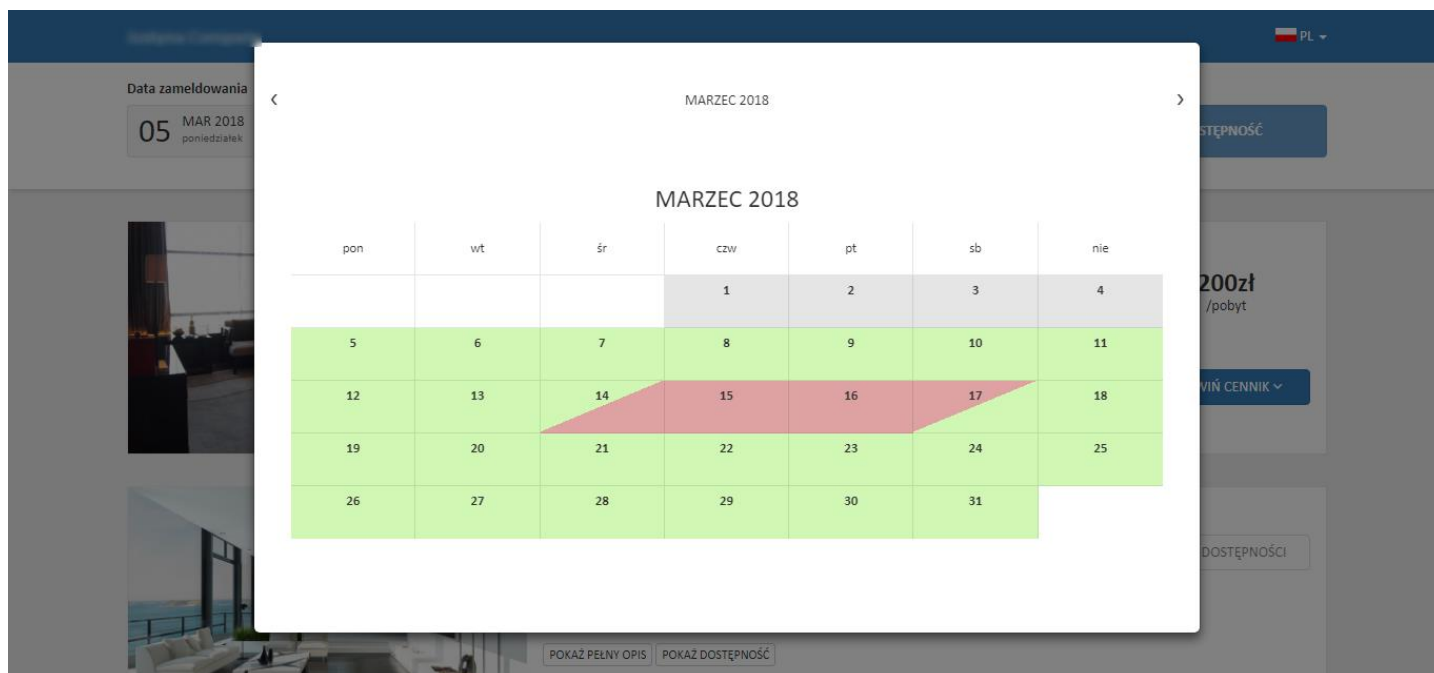 PL
Data zameldowania
05 MAR 2018
poniedziałek
STĘPNOŚĆ
‹ MARZEC 2018 ›
MARZEC 2018
pon wt śr czw pt sb nie
1 2 3 4
5 6 7 8 9 10 11
12 13 14 15 16 17 18
19 20 21 22 23 24 25
26 27 28 29 30 31
200zł
/pobyt
WIŃ CENNIK
DOSTĘPNOŚCI
POKAŻ PEŁNY OPIS POKAŻ DOSTĘPNOŚĆ